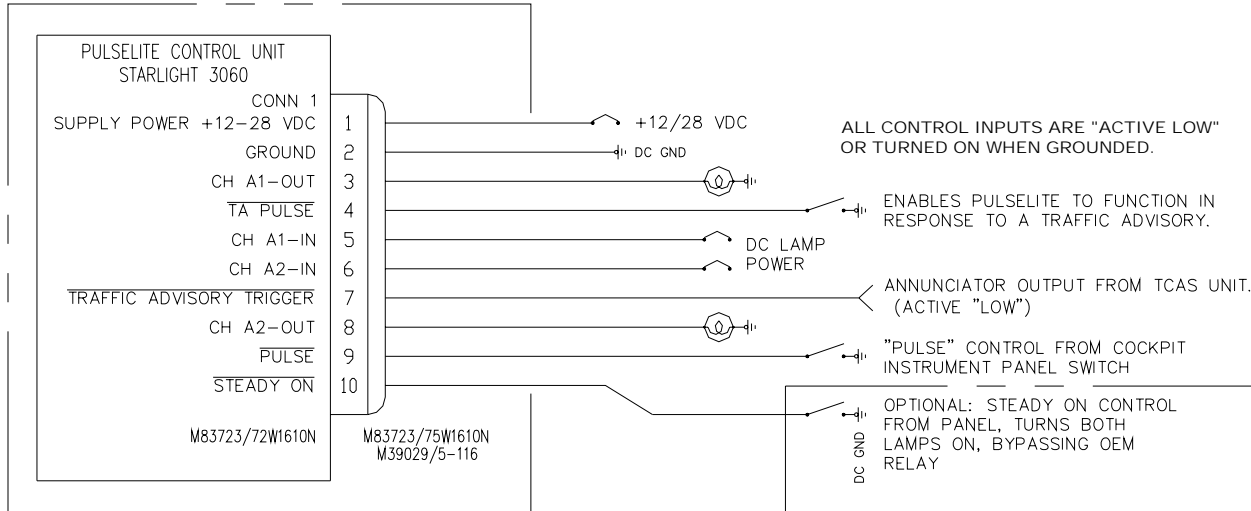 PULSELITE CONTROL UNIT
STARLIGHT 3060
CONN 1
SUPPLY POWER +12-28 VDC 1 +12/28 VDC
GROUND 2 DC GND
CH A1-OUT 3
TA PULSE 4
CH A1-IN 5
CH A2-IN 6
DC LAMP
POWER
TRAFFIC ADVISORY TRIGGER 7
CH A2-OUT 8
PULSE 9
STEADY ON 10
M83723/72W1610N
M83723/75W1610N
M39029/5-116
ALL CONTROL INPUTS ARE "ACTIVE LOW"
OR TURNED ON WHEN GROUNDED.
ENABLES PULSELITE TO FUNCTION IN
RESPONSE TO A TRAFFIC ADVISORY.
ANNUNCIATOR OUTPUT FROM TCAS UNIT.
(ACTIVE "LOW")
"PULSE" CONTROL FROM COCKPIT
INSTRUMENT PANEL SWITCH
OPTIONAL: STEADY ON CONTROL
FROM PANEL, TURNS BOTH
LAMPS ON, BYPASSING OEM
RELAY
DC GND